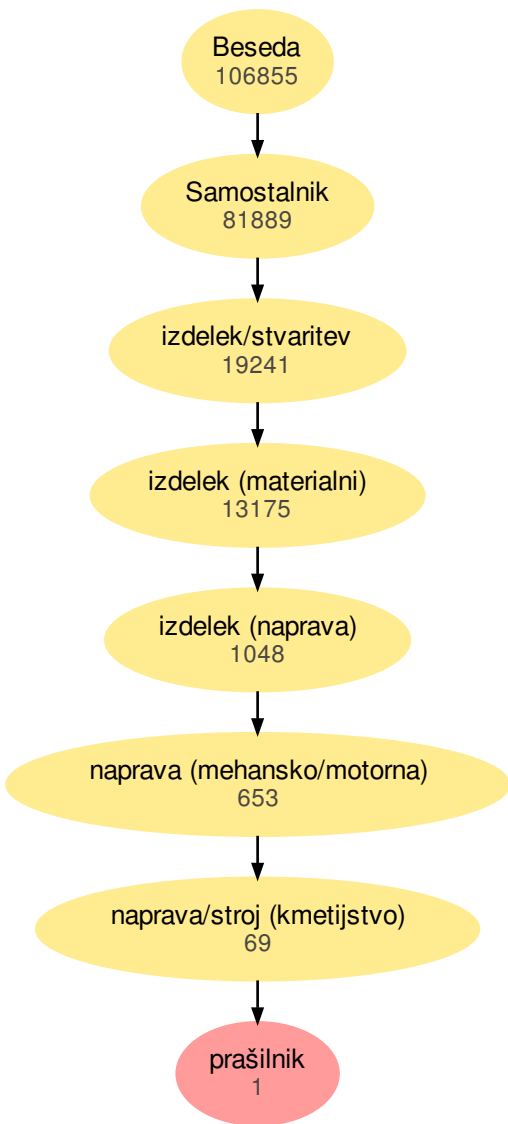 Beseda
106855
Samostalnik
81889
izdelek/stvaritev
19241
izdelek (materialni)
13175
izdelek (naprava)
1048
naprava (mehansko/motorna)
653
naprava/stroj (kmetijstvo)
69
prašilnik
1